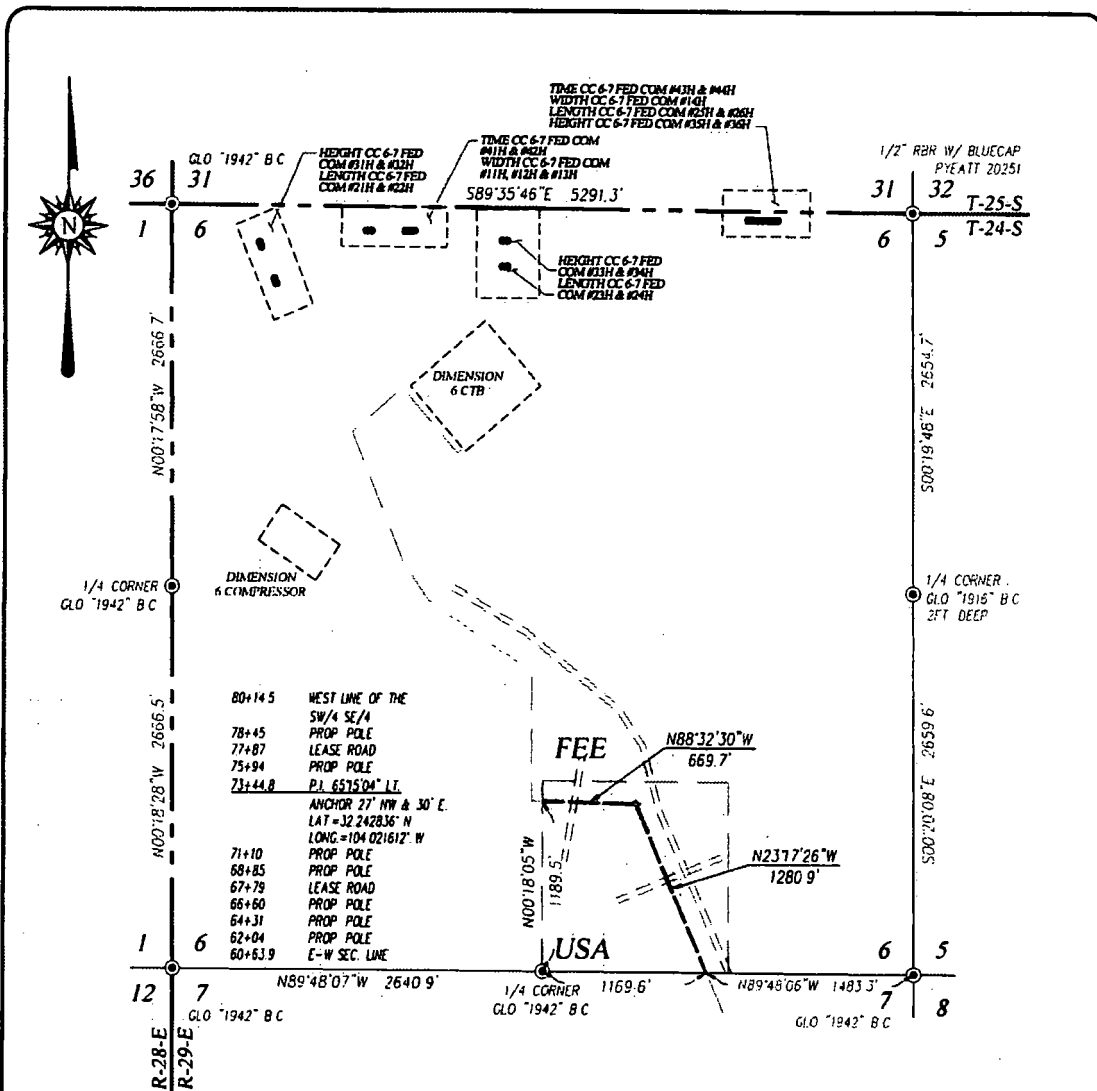 TIME CC 6-7 FED COM #43H & #44H
WIDTH CC 6-7 FED COM #14H
LENGTH CC 6-7 FED COM #25H & #26H
HEIGHT CC 6-7 FED COM #35H & #36H
TIME CC 6-7 FED COM
#41H & #42H
WIDTH CC 6-7 FED COM
#11H, #12H & #13H
HEIGHT CC 6-7 FED
COM #31H & #32H
LENGTH CC 6-7 FED
COM #21H & #22H
GLO "1942" B C
1/2" RBR W/ BLUECAP
PYEATT 20251
36 31
1 6
S89°35'46"E 5291.3'
31 32
6 5
T-25-S
T-24-S
N
HEIGHT CC 6-7 FED
COM #33H & #34H
LENGTH CC 6-7 FED
COM #23H & #24H
N00°17'58"W 2666.7'
S00°19'48"E 2654.7'
DIMENSION
6 CTB
DIMENSION
6 COMPRESSOR
1/4 CORNER
GLO "1942" B C
1/4 CORNER
GLO "1916" B C
2FT DEEP
N00°18'28"W 2666.5'
S00°20'08"E 2659.6'
80+14.5 WEST LINE OF THE
SW/4 SE/4
78+45 PROP POLE
77+87 LEASE ROAD
75+94 PROP POLE
73+44.8 P.I. 65°15'04" LT.
ANCHOR 27' NW & 30' E.
LAT.=32.242836° N
LONG.=104.021612° W
71+10 PROP POLE
68+85 PROP POLE
67+79 LEASE ROAD
66+60 PROP POLE
64+31 PROP POLE
62+04 PROP POLE
60+63.9 E-W SEC. LINE
FEE
N88°32'30"W
669.7'
N00°18'05"W
1189.5'
N23°17'26"W
1280.9'
USA
1 6
12 7
6 5
7 8
N89°48'07"W 2640.9'
1/4 CORNER
GLO "1942" B C
1169.6'
N89°48'06"W 1483.3'
GLO "1942" B C
GLO "1942" B C
R-28-E
R-29-E